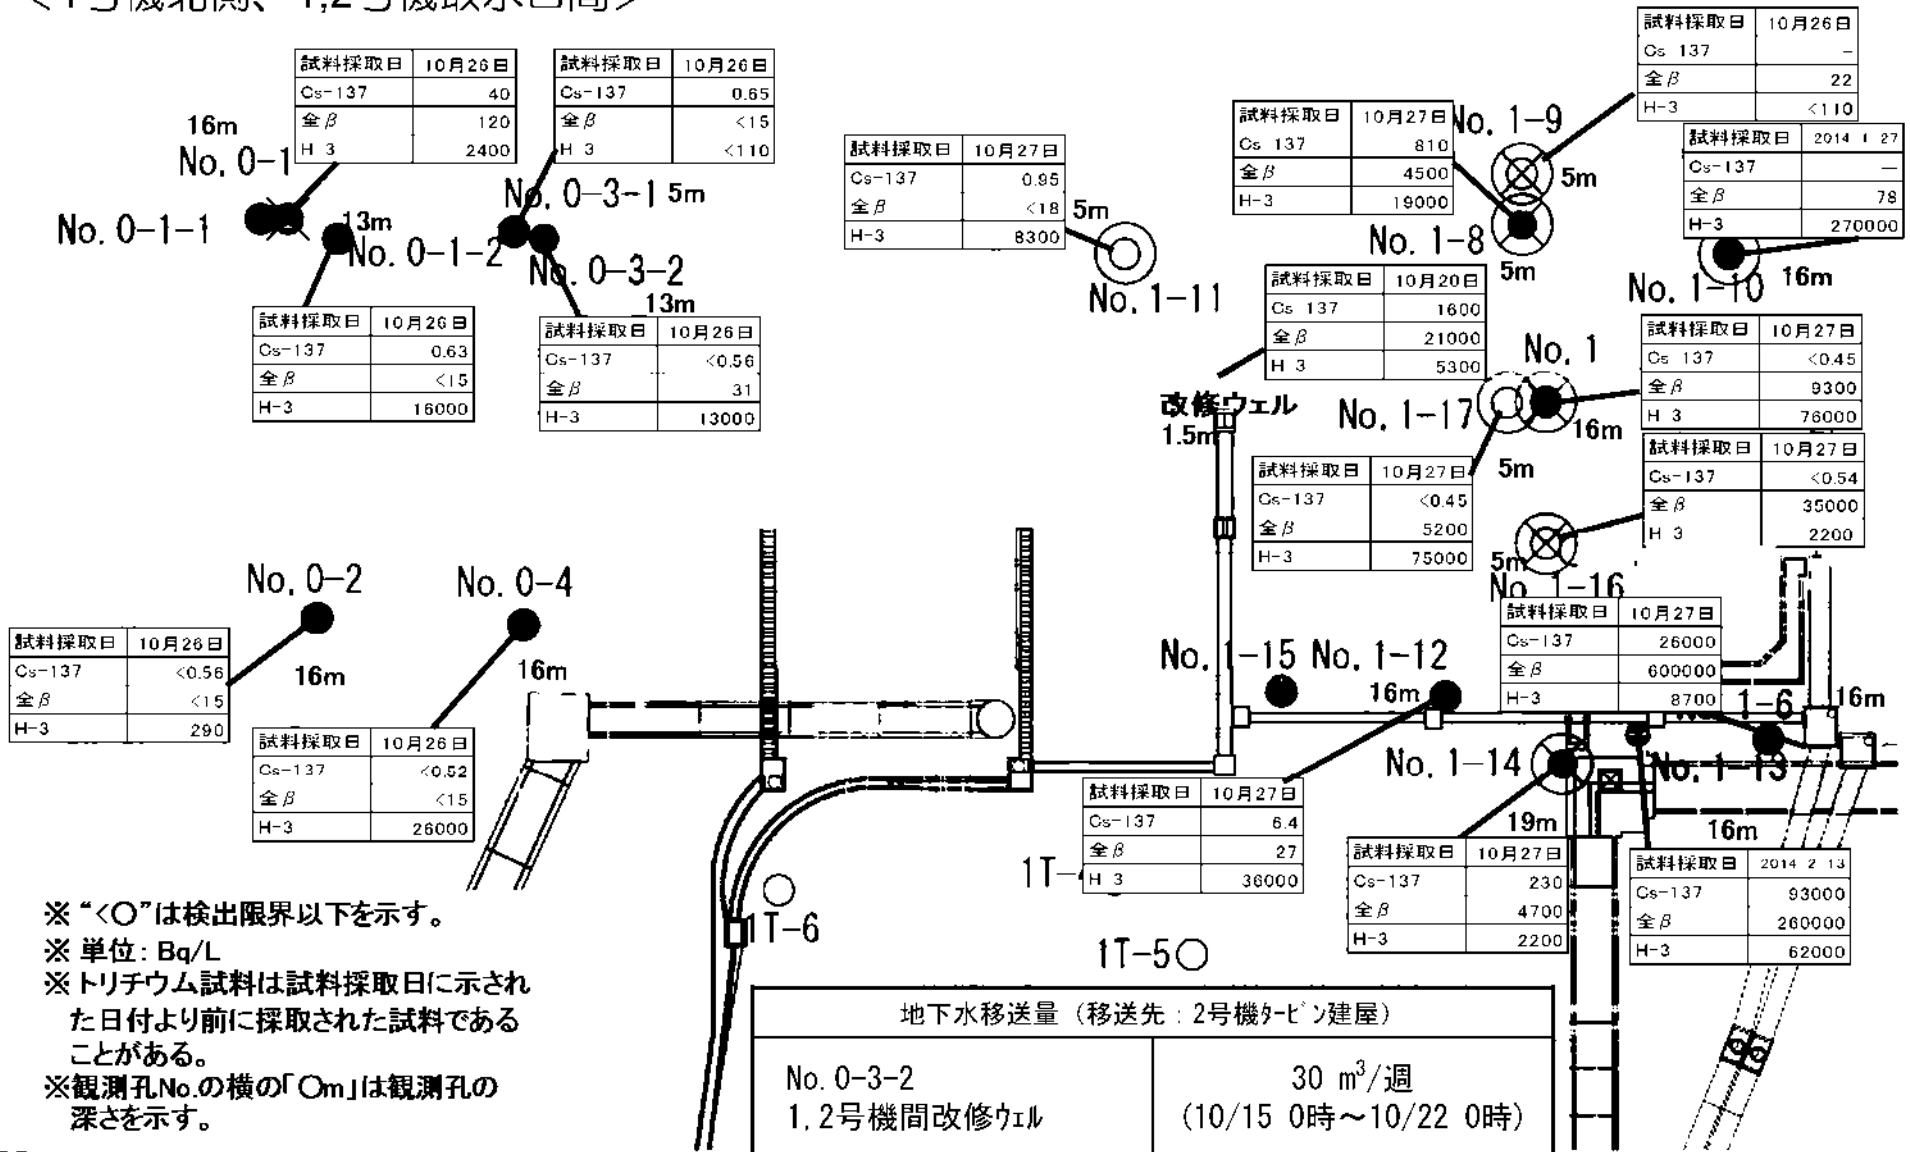 <1号機北側、1,2号機取水口間>
試料採取日 10月26日
Cs-137 40
全β 120
H-3 2400
試料採取日 10月26日
Cs-137 0.65
全β <15
H-3 <110
試料採取日 10月26日
Cs-137 -
全β 22
H-3 <110
16m
No. 0-1
No. 0-1-1
13m
No. 0-1-2
No. 0-3-1 5m
No. 0-3-2
13m
試料採取日 10月27日
Cs-137 0.95
全β <18
H-3 8300
5m
No. 1-11
試料採取日 10月27日
Cs-137 810
全β 4500
H-3 19000
No. 1-9
5m
No. 1-8
5m
試料採取日 2014 1 27
Cs-137 —
全β 78
H-3 270000
No. 1-10 16m
試料採取日 10月26日
Cs-137 0.63
全β <15
H-3 16000
試料採取日 10月26日
Cs-137 <0.56
全β 31
H-3 13000
試料採取日 10月20日
Cs-137 1600
全β 21000
H-3 5300
改修ウェル
1.5m
No. 1
No. 1-17
16m
5m
試料採取日 10月27日
Cs-137 <0.45
全β 9300
H-3 76000
試料採取日 10月27日
Cs-137 <0.54
全β 35000
H-3 2200
試料採取日 10月27日
Cs-137 <0.45
全β 5200
H-3 75000
5m
No. 1-16
No. 0-2
16m
No. 0-4
16m
試料採取日 10月26日
Cs-137 <0.56
全β <15
H-3 290
試料採取日 10月26日
Cs-137 <0.52
全β <15
H-3 26000
No. 1-15 No. 1-12
16m
試料採取日 10月27日
Cs-137 26000
全β 600000
H-3 8700
1-6 16m
No. 1-14
19m
No. 1-13
16m
試料採取日 10月27日
Cs-137 6.4
全β 27
H-3 36000
試料採取日 10月27日
Cs-137 230
全β 4700
H-3 2200
試料採取日 2014 2 13
Cs-137 93000
全β 260000
H-3 62000
1T-
1T-6
1T-5
※ “<〇”は検出限界以下を示す。
※ 単位: Bq/L
※ トリチウム試料は試料採取日に示され
た日付より前に採取された試料である
ことがある。
※観測孔No.の横の「〇m」は観測孔の
深さを示す。
地下水移送量（移送先：2号機ﾀｰﾋﾞﾝ建屋）
No. 0-3-2 30 m³/週
1,2号機間改修ｳｪﾙ (10/15 0時～10/22 0時)